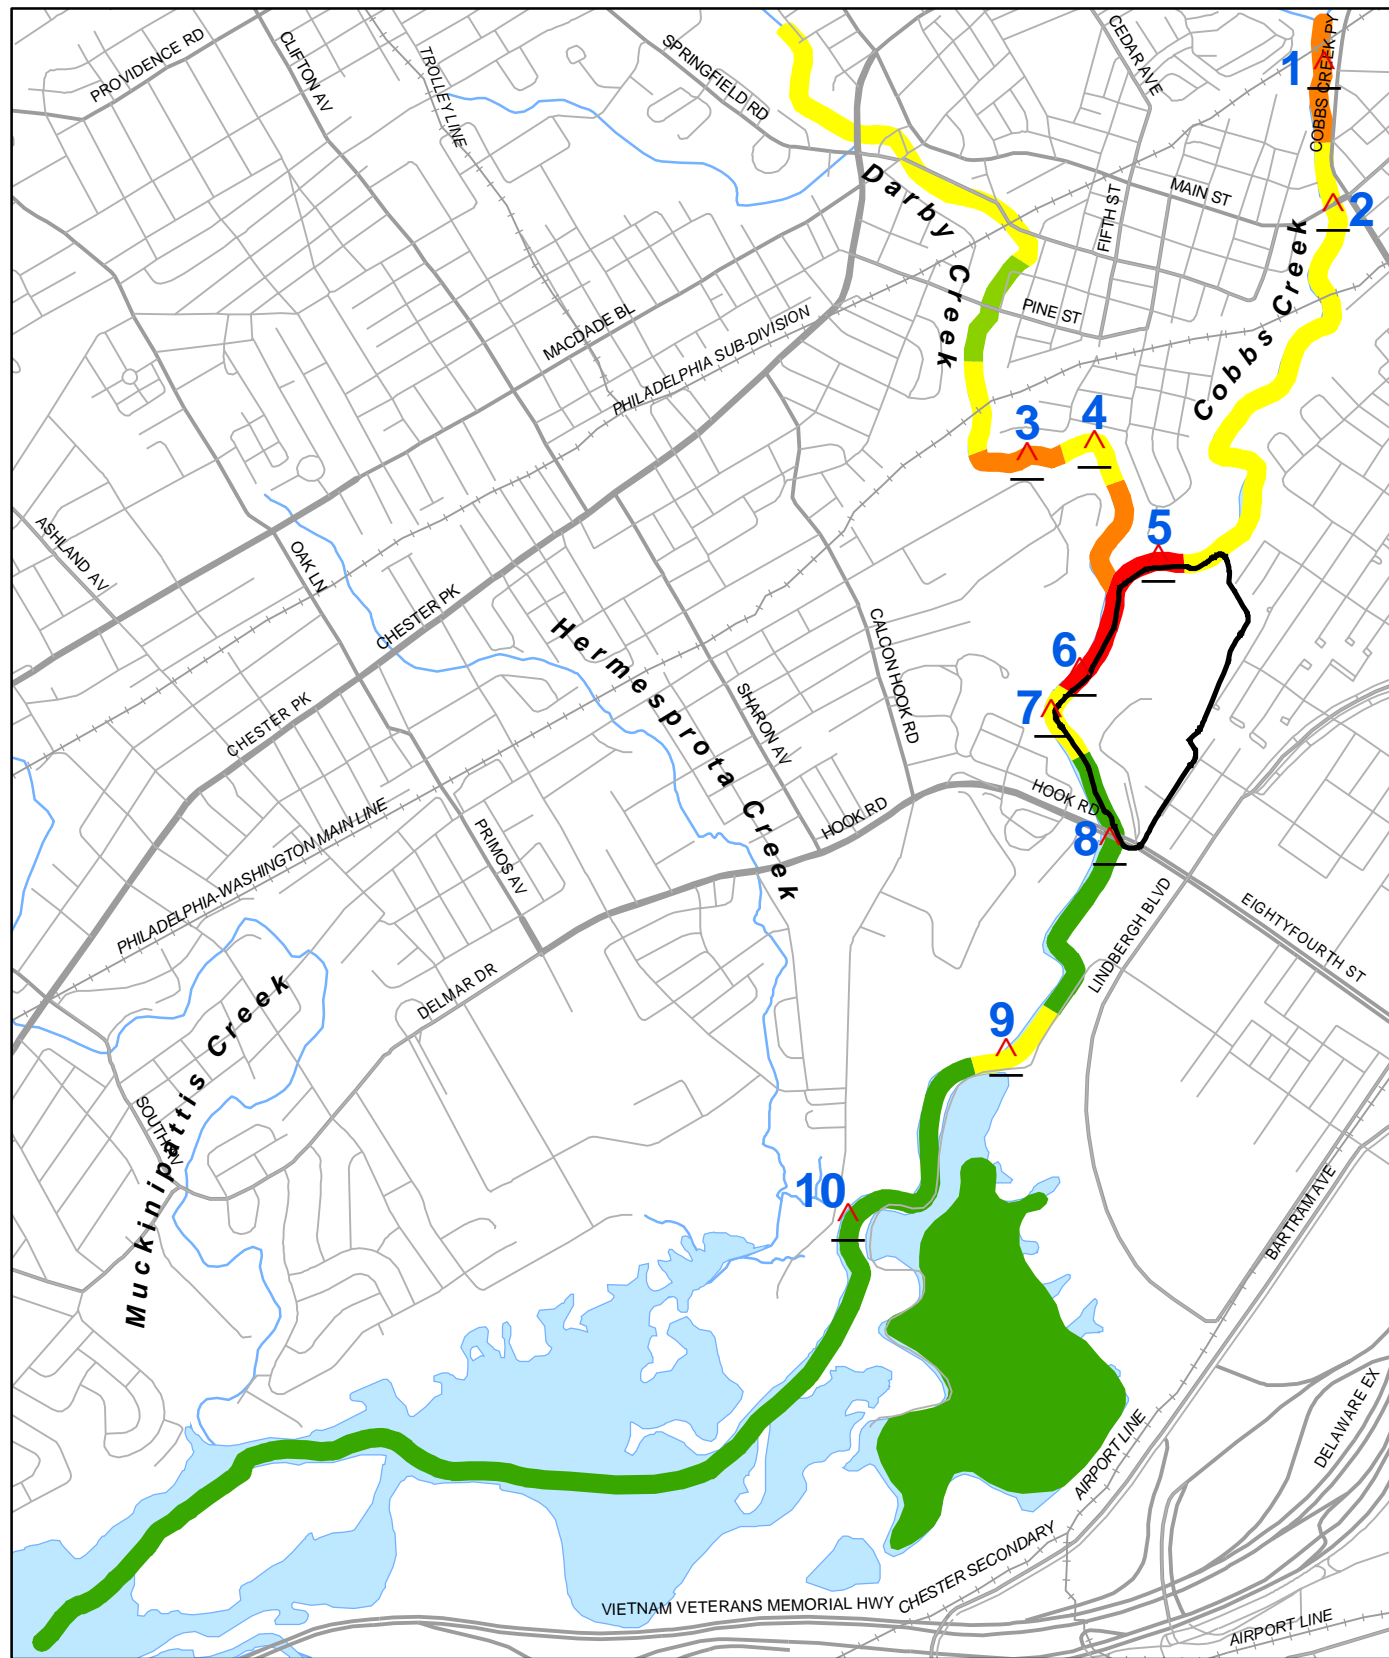 PROVIDENCE RD
CLIFTON AV
TROLLEY LINE
SPRINGFIELD RD
CEDAR AVE
COBBS CREEK PY
1
MAIN ST
FIFTH ST
2
Darby Creek
Cobbs Creek
PINE ST
MACDADE BL
PHILADELPHIA SUB-DIVISION
3
4
5
ASHLAND AV
OAK LN
CHESTER PK
Hermesprota Creek
CALCON HOOK RD
6
7
SHARON AV
CHESTER PK
HOOK RD
HOOK RD
8
PHILADELPHIA-WASHINGTON MAIN LINE
PRIMOS AV
EIGHTYFOURTH ST
LINDBERGH BLVD
DELMAR DR
9
Muckinipattis Creek
SOUTH AV
10
BARTRAM AVE
DELAWARE EX
AIRPORT LINE
CHESTER SECONDARY
VIETNAM VETERANS MEMORIAL HWY
AIRPORT LINE